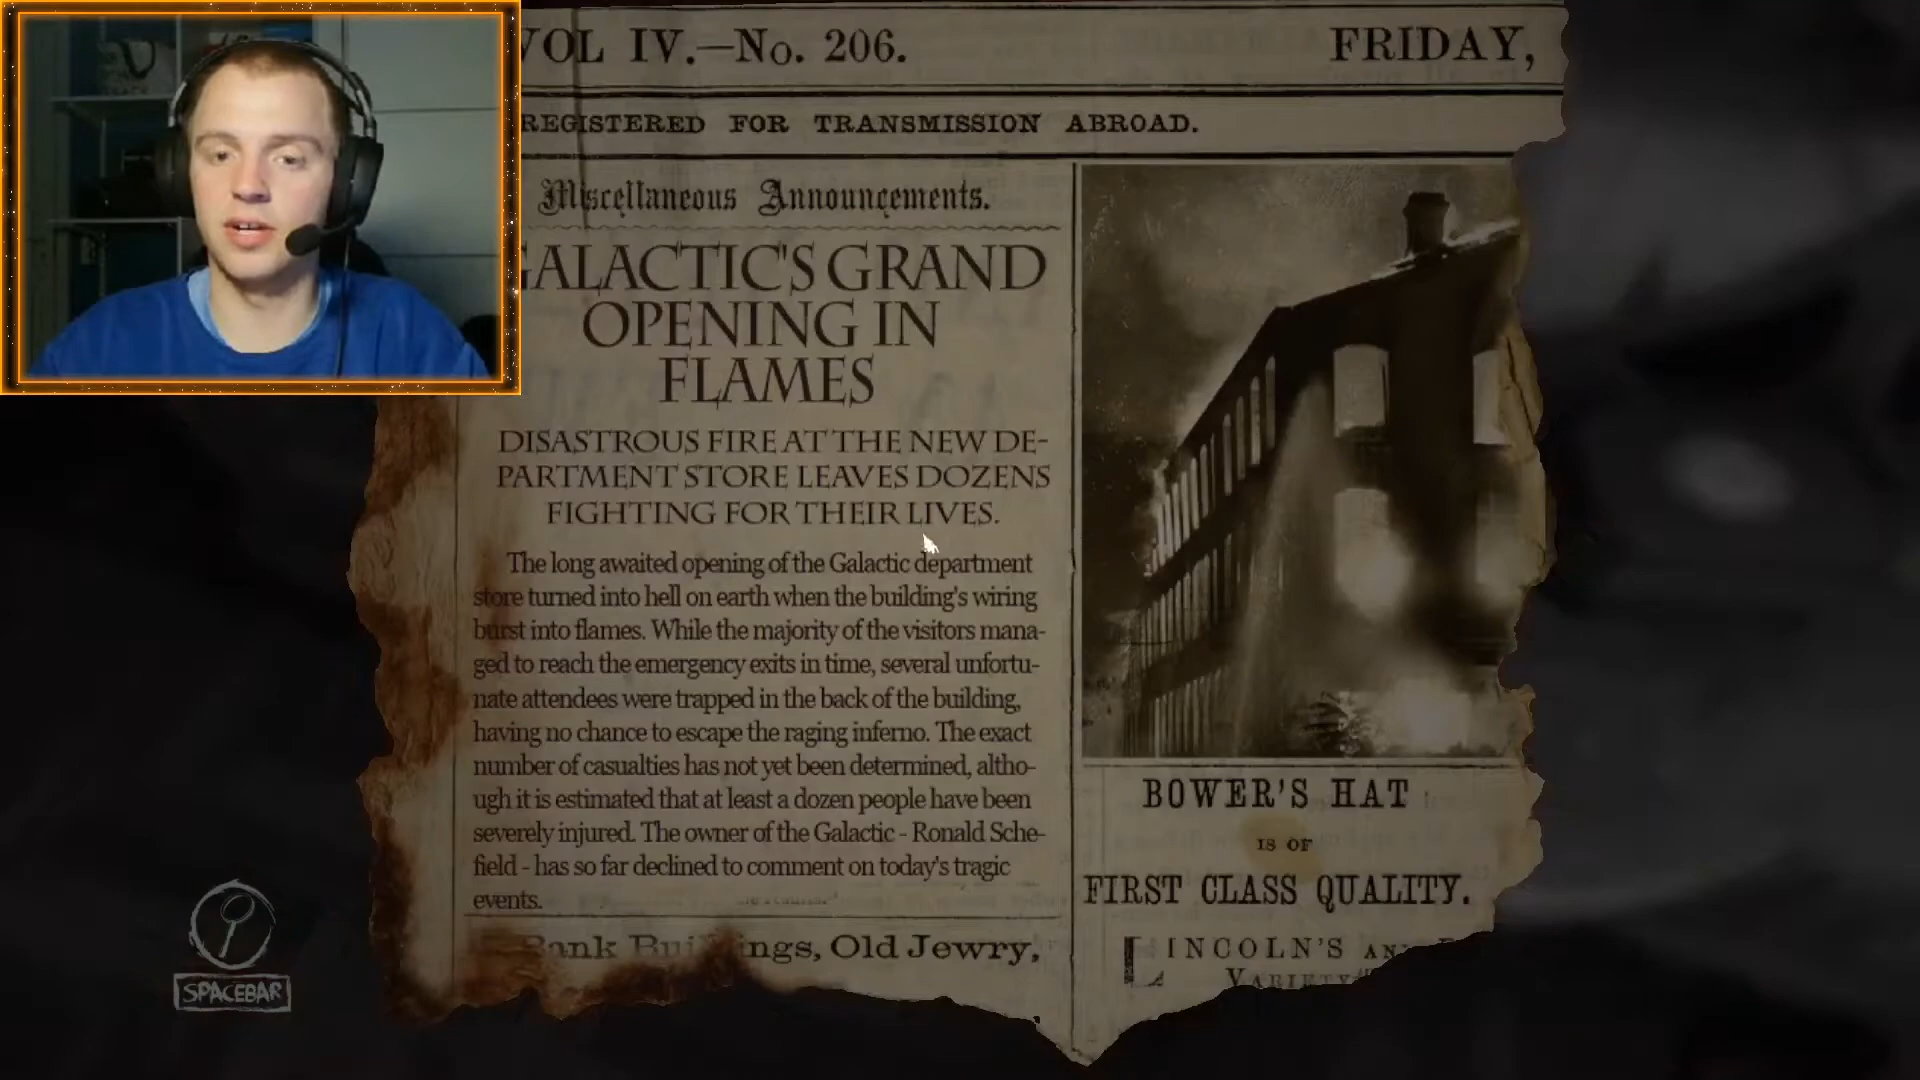 VOL IV.—No. 206.
FRIDAY,
REGISTERED FOR TRANSMISSION ABROAD.
Miscellaneous Announcements.
GALACTIC'S GRAND
OPENING IN
FLAMES
DISASTROUS FIRE AT THE NEW DE-
PARTMENT STORE LEAVES DOZENS
FIGHTING FOR THEIR LIVES.
The long awaited opening of the Galactic department
store turned into hell on earth when the building's wiring
burst into flames. While the majority of the visitors mana-
ged to reach the emergency exits in time, several unfortu-
nate attendees were trapped in the back of the building,
having no chance to escape the raging inferno. The exact
number of casualties has not yet been determined, altho-
ugh it is estimated that at least a dozen people have been
severely injured. The owner of the Galactic - Ronald Sche-
field - has so far declined to comment on today's tragic
events.
Bank Buildings, Old Jewry,
BOWER'S HAT
IS OF
FIRST CLASS QUALITY.
LINCOLN'S
VARIETY
SPACEBAR